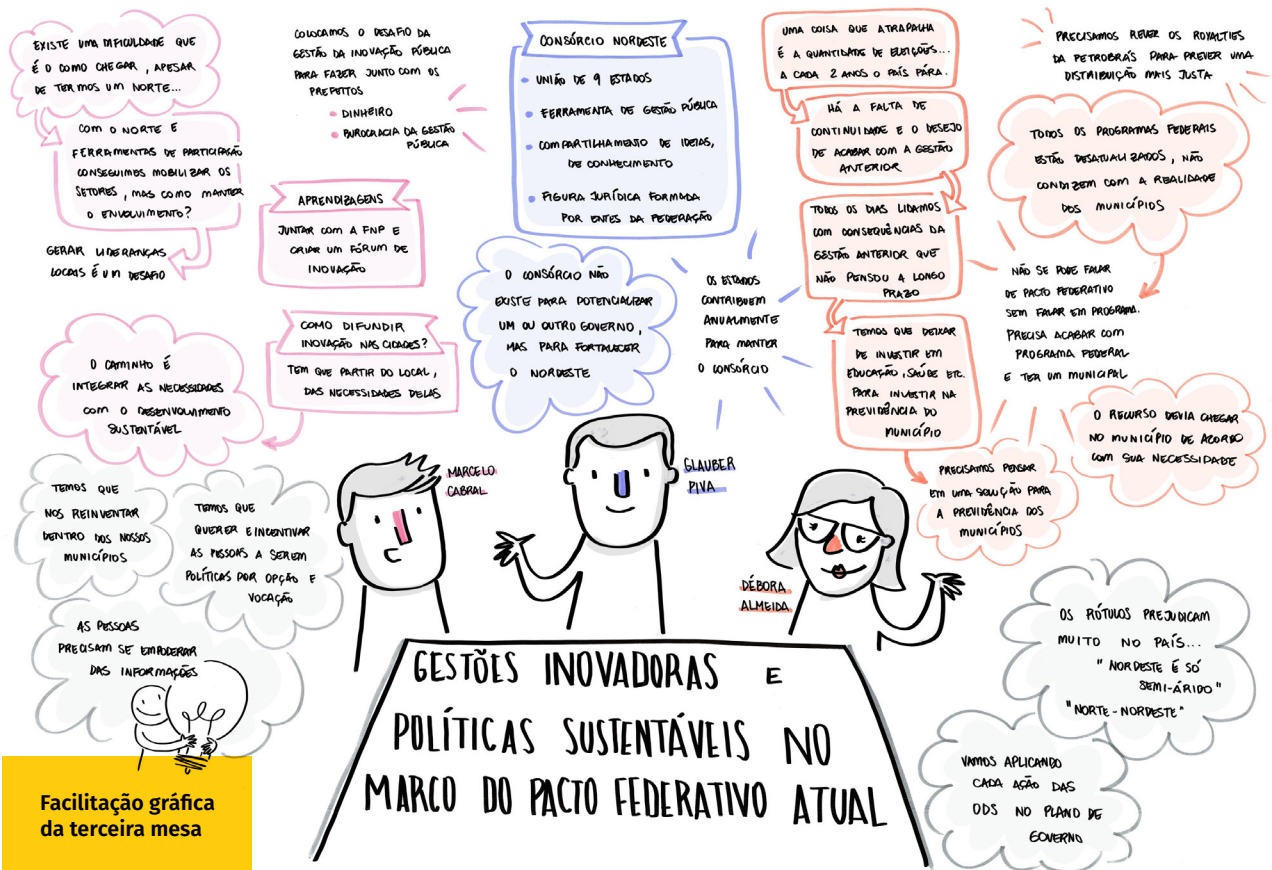 EXISTE UMA DIFICULDADE QUE
É O COMO CHEGAR, APESAR
DE TERMOS UM NORTE...
COM O NORTE E
FERRAMENTAS DE PARTICIPAÇÃO
CONSEGUIMOS MOBILIZAR OS
SETORES, MAS COMO MANTER
O ENVOLVIMENTO?
GERAR LIDERANÇAS
LOCAIS É UM DESAFIO
COLOCAMOS O DESAFIO DA
GESTÃO DA INOVAÇÃO PÚBLICA
PARA FAZER JUNTO COM OS
PREFEITOS
• DINHEIRO
• BUROCRACIA DA GESTÃO
PÚBLICA
APRENDIZAGENS
JUNTAR COM A FNP E
CRIAR UM FÓRUM DE
INOVAÇÃO
COMO DIFUNDIR
INOVAÇÃO NAS CIDADES?
TEM QUE PARTIR DO LOCAL,
DAS NECESSIDADES DELAS
O CAMINHO É
INTEGRAR AS NECESSIDADES
COM O DESENVOLVIMENTO
SUSTENTÁVEL
MARCELO
CABRAL
CONSÓRCIO NORDESTE
• UNIÃO DE 9 ESTADOS
• FERRAMENTA DE GESTÃO PÚBLICA
• COMPARTILHAMENTO DE IDEIAS,
DE CONHECIMENTO
• FIGURA JURÍDICA FORMADA
POR ENTES DA FEDERAÇÃO
O CONSÓRCIO NÃO
EXISTE PARA POTENCIALIZAR
UM OU OUTRO GOVERNO,
MAS PARA FORTALECER
O NORDESTE
OS ESTADOS
CONTRIBUEM
ANUALMENTE
PARA MANTER
O CONSÓRCIO
GLAUBER
PIVA
UMA COISA QUE ATRAPALHA
É A QUANTIDADE DE ELEIÇÕES...
A CADA 2 ANOS O PAÍS PÁRA.
HÁ A FALTA DE
CONTINUIDADE E O DESEJO
DE ACABAR COM A GESTÃO
ANTERIOR
TODOS OS DIAS LIDAMOS
COM CONSEQUÊNCIAS DA
GESTÃO ANTERIOR QUE
NÃO PENSOU A LONGO
PRAZO
TEMOS QUE DEIXAR
DE INVESTIR EM
EDUCAÇÃO, SAÚDE ETC.
PARA INVESTIR NA
PREVIDÊNCIA DO
MUNICÍPIO
PRECISAMOS PENSAR
EM UMA SOLUÇÃO PARA
A PREVIDÊNCIA DOS
MUNICÍPIOS
PRECISAMOS REVER OS ROYALTIES
DA PETROBRÁS PARA PREVER UMA
DISTRIBUIÇÃO MAIS JUSTA
TODOS OS PROGRAMAS FEDERAIS
ESTÃO DESATUALIZADOS, NÃO
CONDIZEM COM A REALIDADE
DOS MUNICÍPIOS
NÃO SE PODE FALAR
DE PACTO FEDERATIVO
SEM FALAR EM PROGRAMA.
PRECISA ACABAR COM
PROGRAMA FEDERAL
E TER UM MUNICIPAL
O RECURSO DEVIA CHEGAR
NO MUNICÍPIO DE ACORDO
COM SUA NECESSIDADE
DÉBORA
ALMEIDA
TEMOS QUE
NOS REINVENTAR
DENTRO DOS NOSSOS
MUNICÍPIOS
TEMOS QUE
QUERER E INCENTIVAR
AS PESSOAS A SEREM
POLÍTICAS POR OPÇÃO E
VOCAÇÃO
AS PESSOAS
PRECISAM SE EMPODERAR
DAS INFORMAÇÕES
OS RÓTULOS PREJUDICAM
MUITO NO PAÍS...
"NORDESTE É SÓ
SEMI-ÁRIDO"
"NORTE-NORDESTE"
VAMOS APLICANDO
CADA AÇÃO DAS
ODS NO PLANO DE
GOVERNO
GESTÕES INOVADORAS E
POLÍTICAS SUSTENTÁVEIS NO
MARCO DO PACTO FEDERATIVO ATUAL
Facilitação gráfica
da terceira mesa